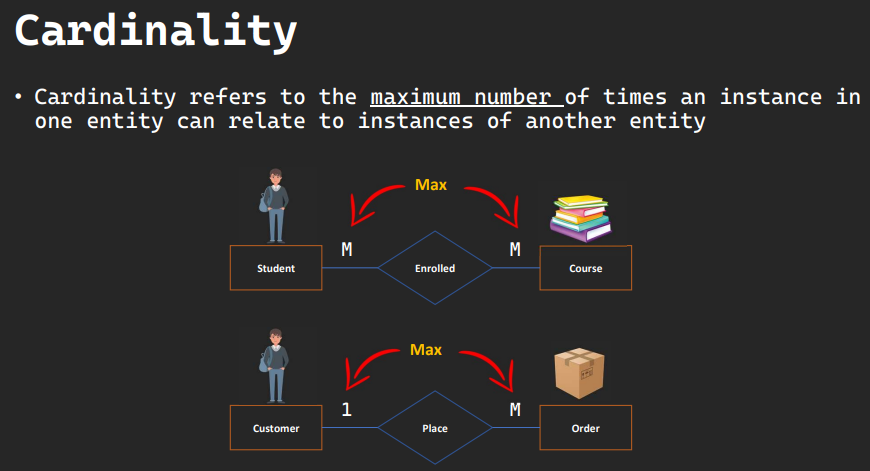 Cardinality
• Cardinality refers to the maximum number of times an instance in
one entity can relate to instances of another entity
Max
M
M
Student
Enrolled
Course
Max
1
M
Customer
Place
Order